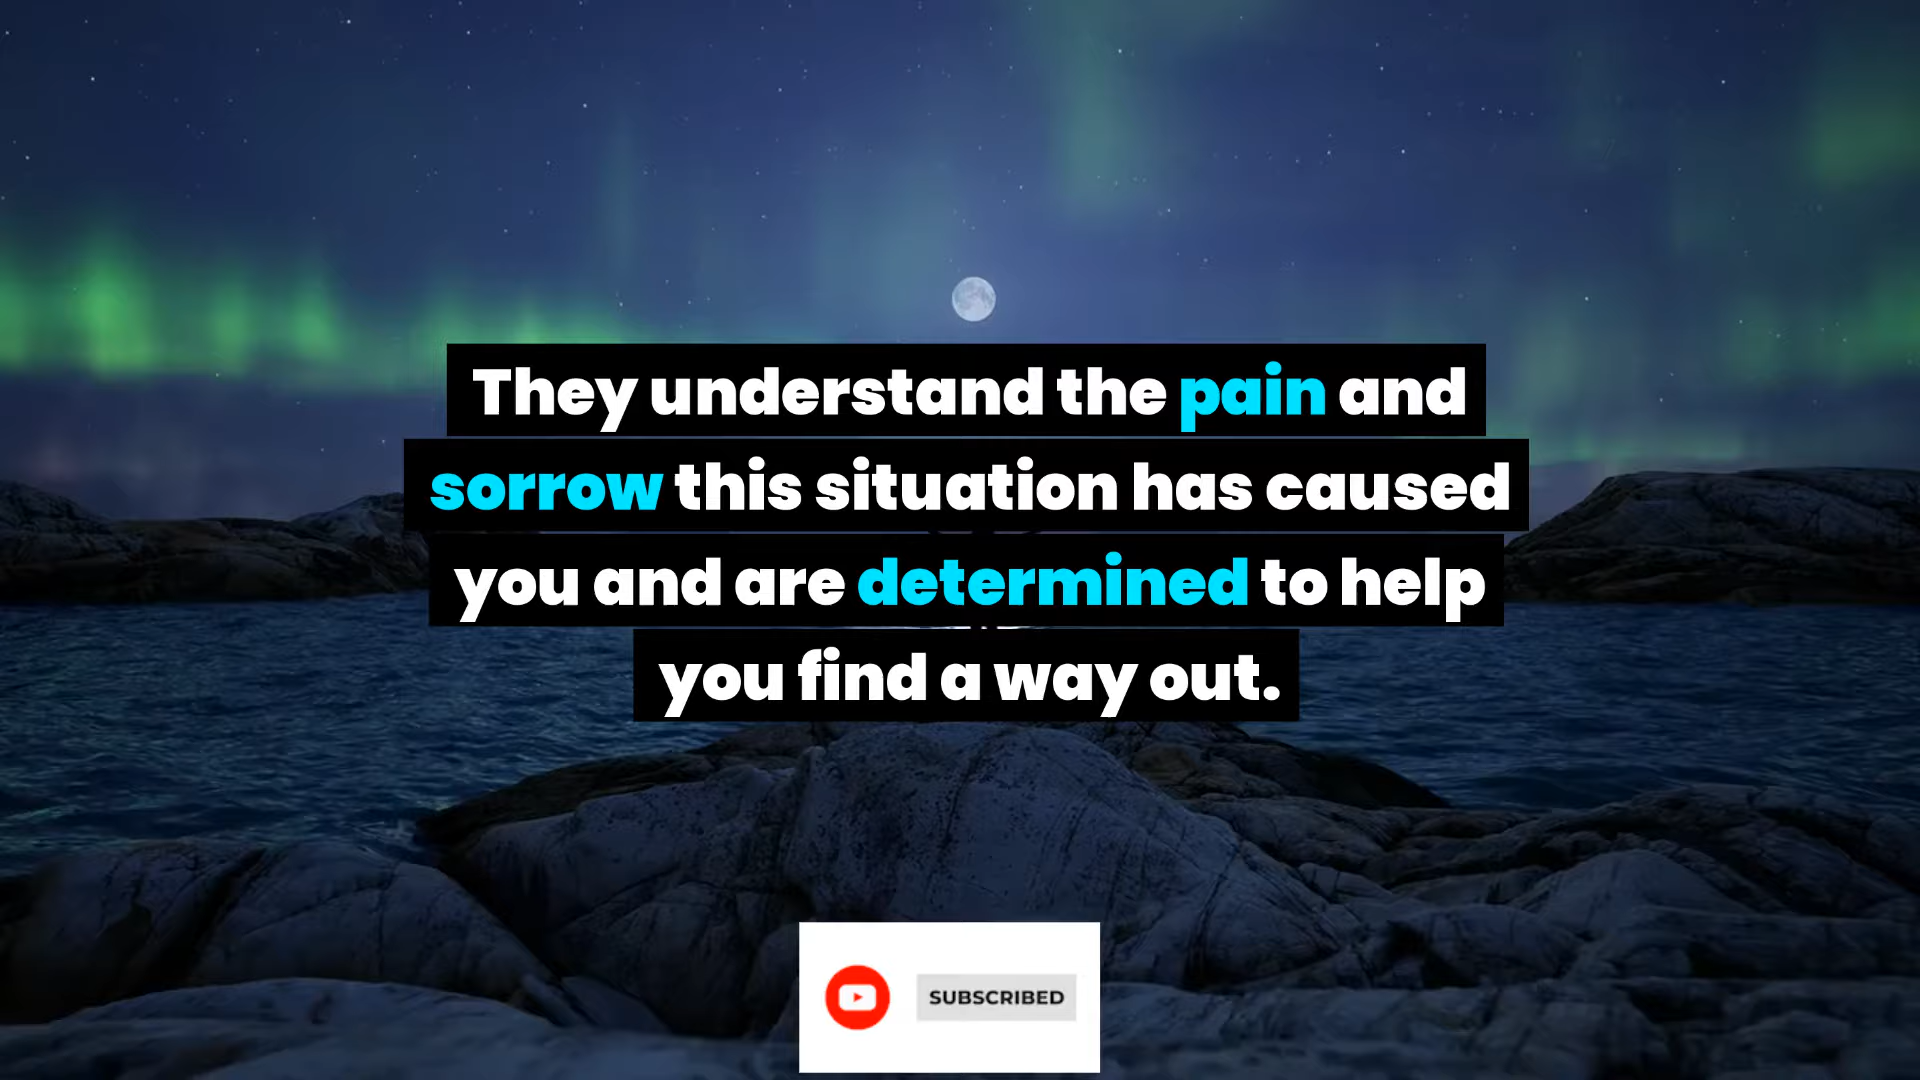 They understand the pain and
sorrow this situation has caused
you and are determined to help
you find a way out.
SUBSCRIBED